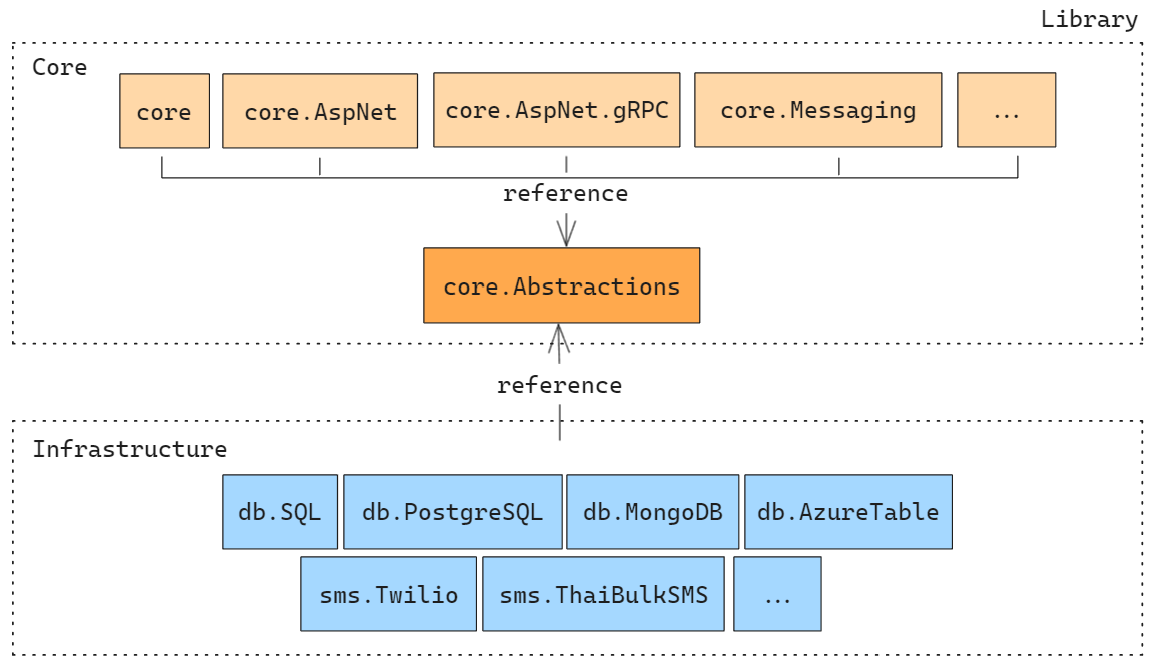 Library
Core
core
core.AspNet
core.AspNet.gRPC
core.Messaging
...
reference
core.Abstractions
reference
Infrastructure
db.SQL
db.PostgreSQL
db.MongoDB
db.AzureTable
sms.Twilio
sms.ThaiBulkSMS
...